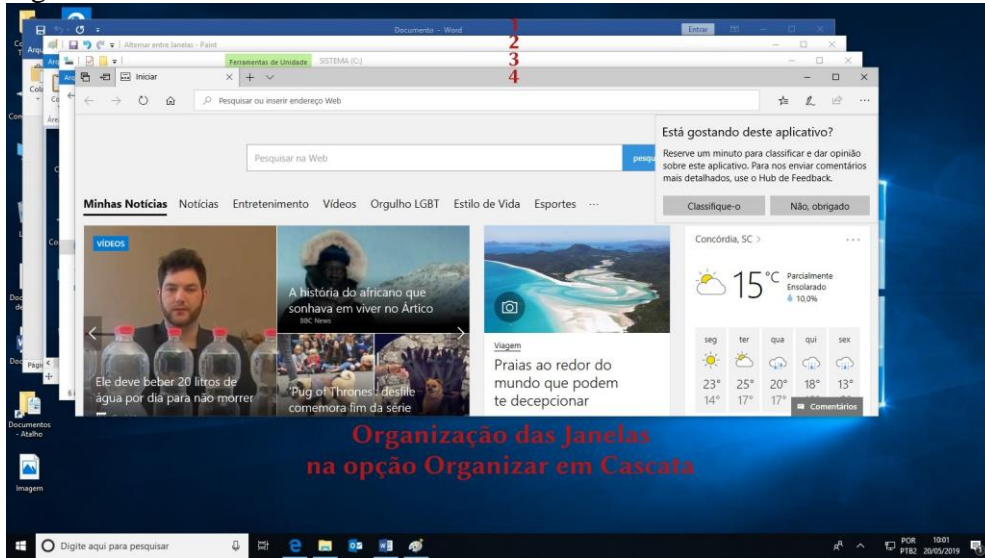 Documento - Word
Entrar
1
Arqu
Alternar entre Janelas - Paint
2
Arq
Ferramentas de Unidade
SISTEMA (C:)
3
Iniciar
4
Pesquisar ou inserir endereço Web
Está gostando deste aplicativo?
Reserve um minuto para classificar e dar opinião
sobre este aplicativo. Para nos enviar comentários
mais detalhados, use o Hub de Feedback.
Classifique-o
Não, obrigado
Pesquisar na Web
pesqu
Minhas Notícias Notícias Entretenimento Vídeos Orgulho LGBT Estilo de Vida Esportes ...
VÍDEOS
A história do africano que
sonhava em viver no Ártico
BBC News
Ele deve beber 20 litros de
água por dia para não morrer
'Pug of Thrones': desfile
comemora fim da série
Viagem
Praias ao redor do
mundo que podem
te decepcionar
Concórdia, SC >
15 °C
Parcialmente
Ensolarado
10,0%
seg ter qua qui sex
23° 25° 20° 18° 13°
14° 17° 17°
Comentários
Organização das Janelas
na opção Organizar em Cascata
Documentos
- Atalho
Imagem
Digite aqui para pesquisar
POR
PTB2
10:01
20/05/2019